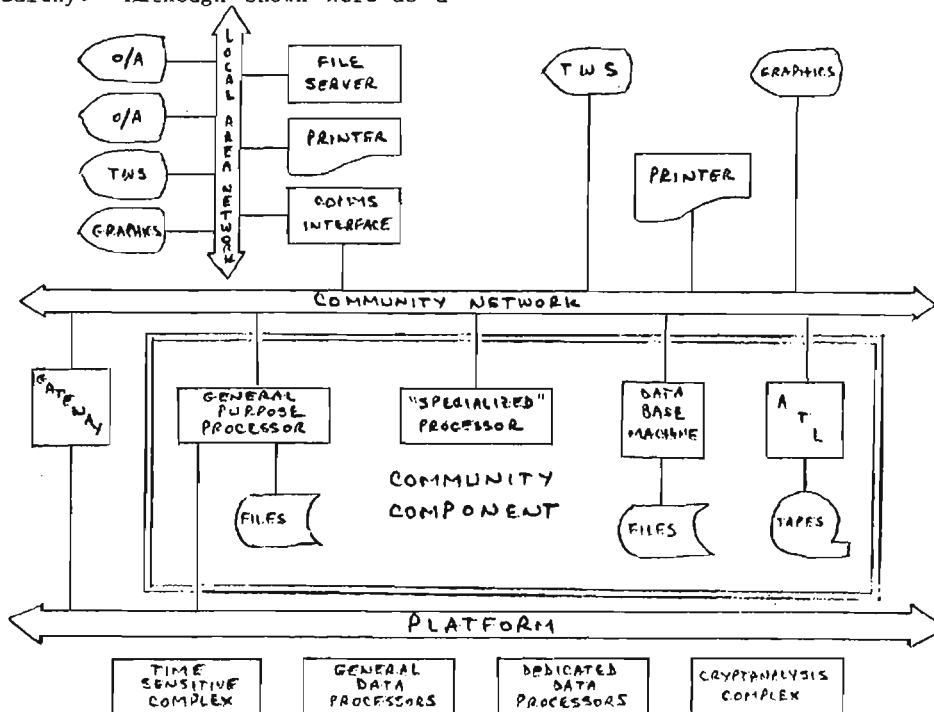 Although shown here as a
O/A
O/A
TWS
GRAPHICS
LOCAL AREA NETWORK
FILE
SERVER
PRINTER
COMMS
INTERFACE
TWS
GRAPHICS
PRINTER
COMMUNITY NETWORK
GATEWAY
GENERAL
PURPOSE
PROCESSOR
"SPECIALIZED"
PROCESSOR
DATA
BASE
MACHINE
ATL
COMMUNITY
COMPONENT
FILES
FILES
TAPES
PLATFORM
TIME
SENSITIVE
COMPLEX
GENERAL
DATA
PROCESSORS
DEDICATED
DATA
PROCESSORS
CRYPTANALYSIS
COMPLEX